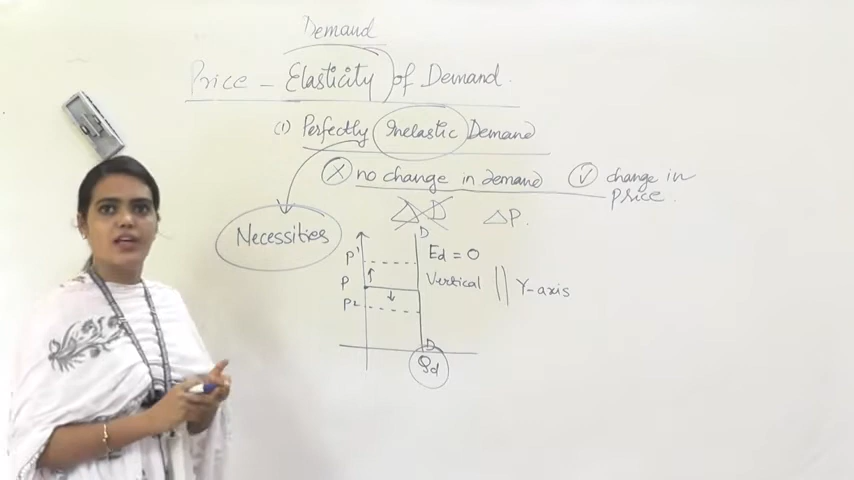 Demand
Price - Elasticity of Demand.
(1) Perfectly Inelastic Demand
X no change in demand ✓ change in price.
ΔD ΔP.
Necessities
D
P' Ed = 0
P Vertical || Y-axis
P2
D
Qd